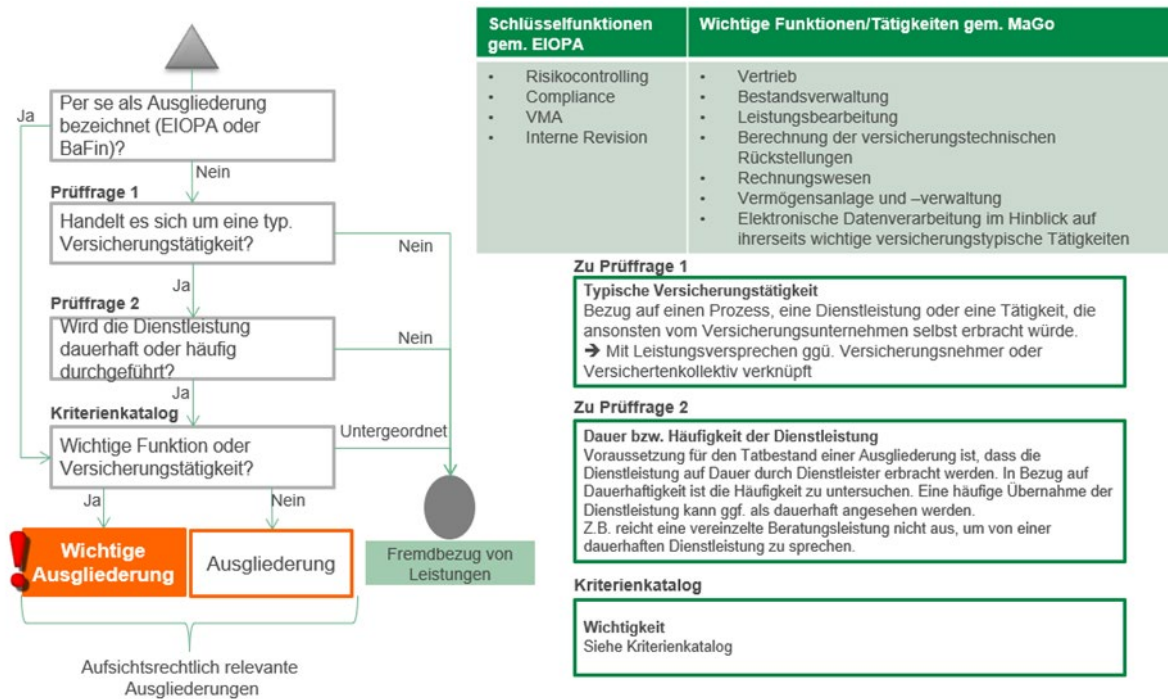 Per se als Ausgliederung
bezeichnet (EIOPA oder
BaFin)?
Ja
Nein
Prüffrage 1
Handelt es sich um eine typ.
Versicherungstätigkeit?
Nein
Ja
Prüffrage 2
Wird die Dienstleistung
dauerhaft oder häufig
durchgeführt?
Nein
Ja
Kriterienkatalog
Wichtige Funktion oder
Versicherungstätigkeit?
Untergeordnet
Ja
Nein
Wichtige
Ausgliederung
Ausgliederung
Fremdbezug von
Leistungen
Aufsichtsrechtlich relevante
Ausgliederungen
Schlüsselfunktionen
gem. EIOPA
• Risikocontrolling
• Compliance
• VMA
• Interne Revision
Wichtige Funktionen/Tätigkeiten gem. MaGo
• Vertrieb
• Bestandsverwaltung
• Leistungsbearbeitung
• Berechnung der versicherungstechnischen
Rückstellungen
• Rechnungswesen
• Vermögensanlage und –verwaltung
• Elektronische Datenverarbeitung im Hinblick auf
ihrerseits wichtige versicherungstypische Tätigkeiten
Zu Prüffrage 1
Typische Versicherungstätigkeit
Bezug auf einen Prozess, eine Dienstleistung oder eine Tätigkeit, die
ansonsten vom Versicherungsunternehmen selbst erbracht würde.
➔ Mit Leistungsversprechen ggü. Versicherungsnehmer oder
Versichertenkollektiv verknüpft
Zu Prüffrage 2
Dauer bzw. Häufigkeit der Dienstleistung
Voraussetzung für den Tatbestand einer Ausgliederung ist, dass die
Dienstleistung auf Dauer durch Dienstleister erbracht werden. In Bezug auf
Dauerhaftigkeit ist die Häufigkeit zu untersuchen. Eine häufige Übernahme der
Dienstleistung kann ggf. als dauerhaft angesehen werden.
Z.B. reicht eine vereinzelte Beratungsleistung nicht aus, um von einer
dauerhaften Dienstleistung zu sprechen.
Kriterienkatalog
Wichtigkeit
Siehe Kriterienkatalog